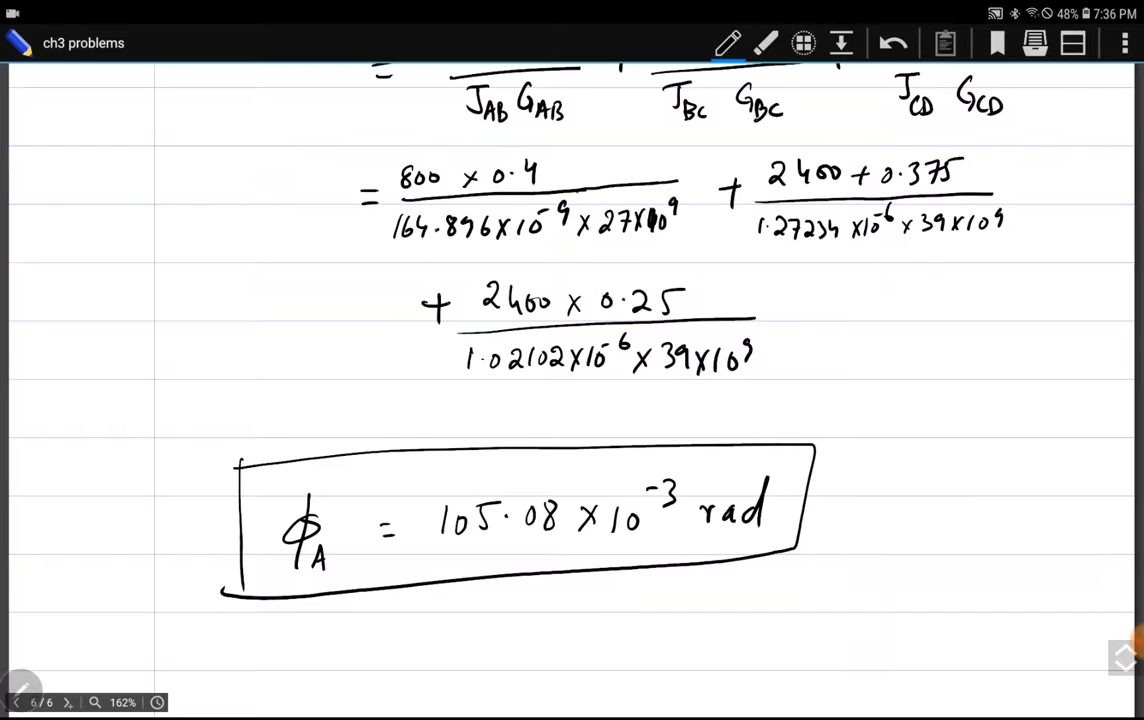 48% 7:36 PM
ch3 problems
=
J_AB G_AB J_BC G_BC J_CD G_CD
= 800 × 0.4 / 164.896×10^-9 × 27×10^9 + 2400 + 0.375 / 1.27234 ×10^-6 × 39×10^9
+ 2400 × 0.25 / 1.02102×10^-6 × 39×10^9
ϕ_A = 105.08 ×10^-3 rad
6/6 162%